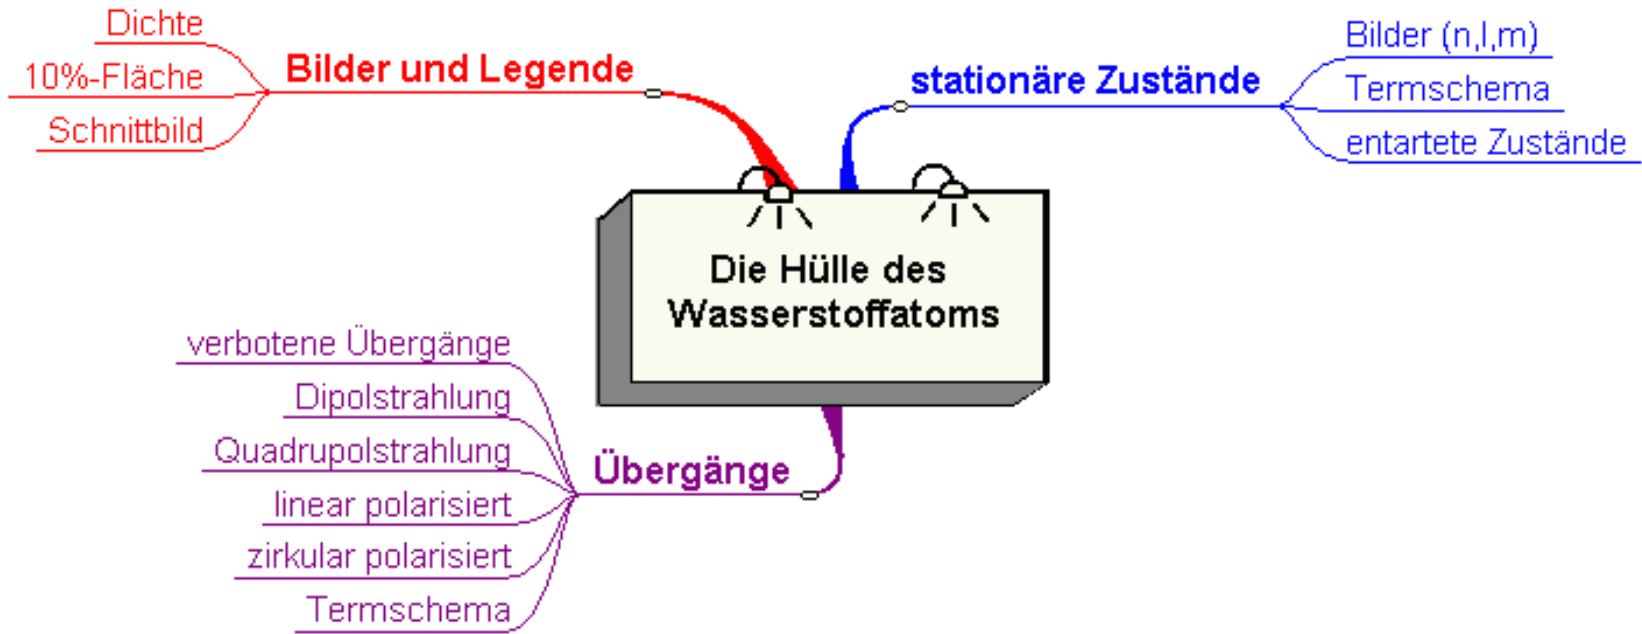 Dichte
10%-Fläche
Schnittbild
Bilder und Legende
stationäre Zustände
Bilder (n,l,m)
Termschema
entartete Zustände
Die Hülle des
Wasserstoffatoms
verbotene Übergänge
Dipolstrahlung
Quadrupolstrahlung
linear polarisiert
zirkular polarisiert
Termschema
Übergänge